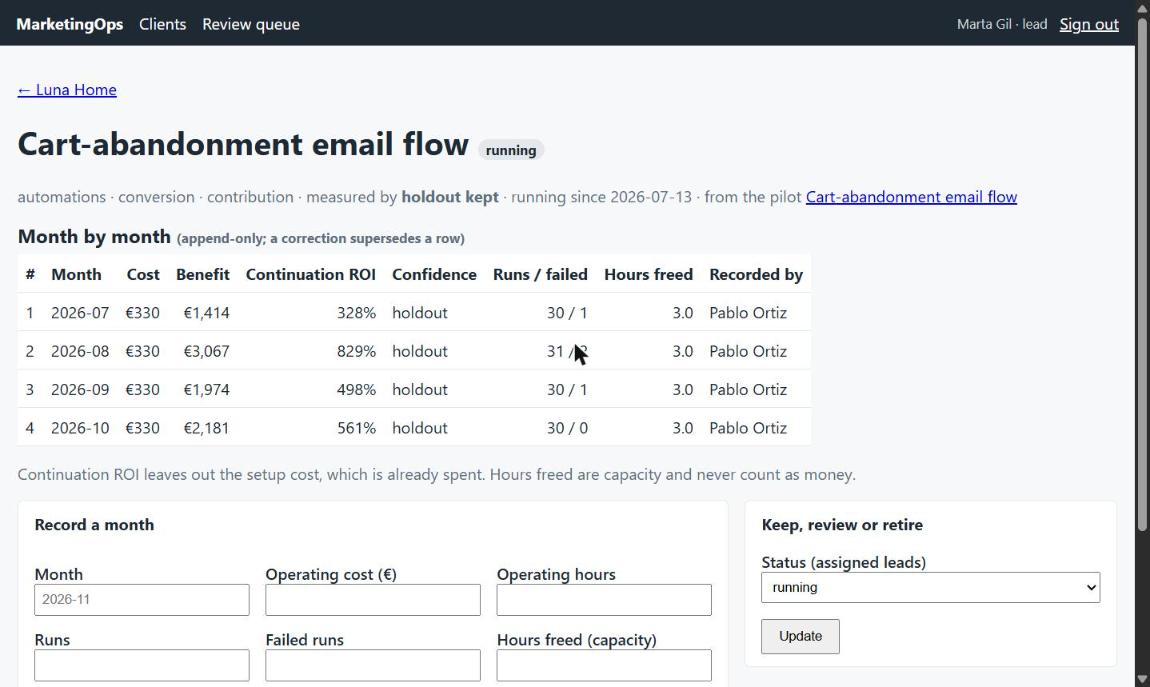 MarketingOps Clients Review queue Marta Gil · lead Sign out
← Luna Home
Cart-abandonment email flow running
automations · conversion · contribution · measured by holdout kept · running since 2026-07-13 · from the pilot Cart-abandonment email flow
Month by month (append-only; a correction supersedes a row)
# Month Cost Benefit Continuation ROI Confidence Runs / failed Hours freed Recorded by
1 2026-07 €330 €1,414 328% holdout 30 / 1 3.0 Pablo Ortiz
2 2026-08 €330 €3,067 829% holdout 31 / 3.0 Pablo Ortiz
3 2026-09 €330 €1,974 498% holdout 30 / 1 3.0 Pablo Ortiz
4 2026-10 €330 €2,181 561% holdout 30 / 0 3.0 Pablo Ortiz
Continuation ROI leaves out the setup cost, which is already spent. Hours freed are capacity and never count as money.
Record a month
Month Operating cost (€) Operating hours
2026-11
Runs Failed runs Hours freed (capacity)
Keep, review or retire
Status (assigned leads)
running
Update